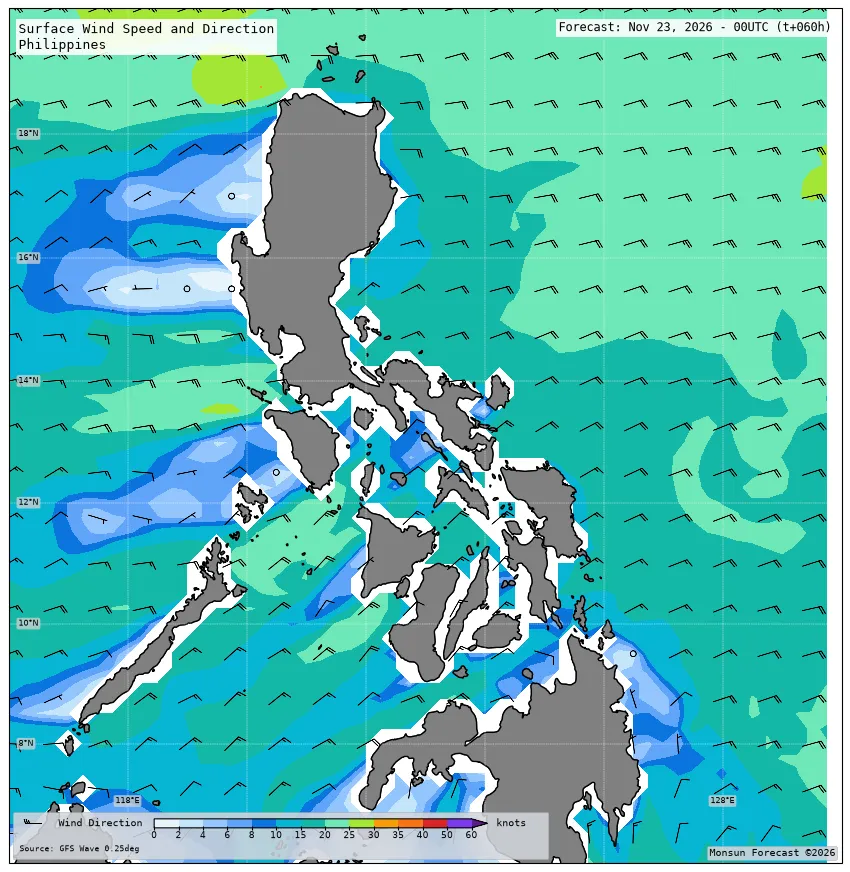 Surface Wind Speed and Direction
Philippines
Forecast: Nov 23, 2026 - 00UTC (t+060h)
18°N
16°N
14°N
12°N
10°N
8°N
118°E
128°E
Wind Direction
knots
0 2 4 6 8 10 15 20 25 30 35 40 50 60
Source: GFS Wave 0.25deg
Monsun Forecast ©2026